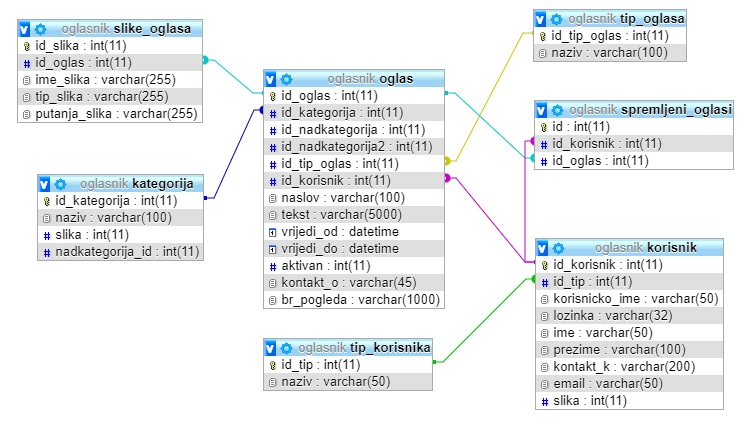 oglasnik slike_oglasa
id_slika : int(11)
id_oglas : int(11)
ime_slika : varchar(255)
tip_slika : varchar(255)
putanja_slika : varchar(255)
oglasnik kategorija
id_kategorija : int(11)
naziv : varchar(100)
slika : int(11)
nadkategorija_id : int(11)
oglasnik oglas
id_oglas : int(11)
id_kategorija : int(11)
id_nadkategorija : int(11)
id_nadkategorija2 : int(11)
id_tip_oglas : int(11)
id_korisnik : int(11)
naslov : varchar(100)
tekst : varchar(5000)
vrijedi_od : datetime
vrijedi_do : datetime
aktivan : int(11)
kontakt_o : varchar(45)
br_pogleda : varchar(1000)
oglasnik tip_korisnika
id_tip : int(11)
naziv : varchar(50)
oglasnik tip_oglasa
id_tip_oglas : int(11)
naziv : varchar(100)
oglasnik spremljeni_oglasi
id : int(11)
id_korisnik : int(11)
id_oglas : int(11)
oglasnik korisnik
id_korisnik : int(11)
id_tip : int(11)
korisnicko_ime : varchar(50)
lozinka : varchar(32)
ime : varchar(50)
prezime : varchar(100)
kontakt_k : varchar(200)
email : varchar(50)
slika : int(11)